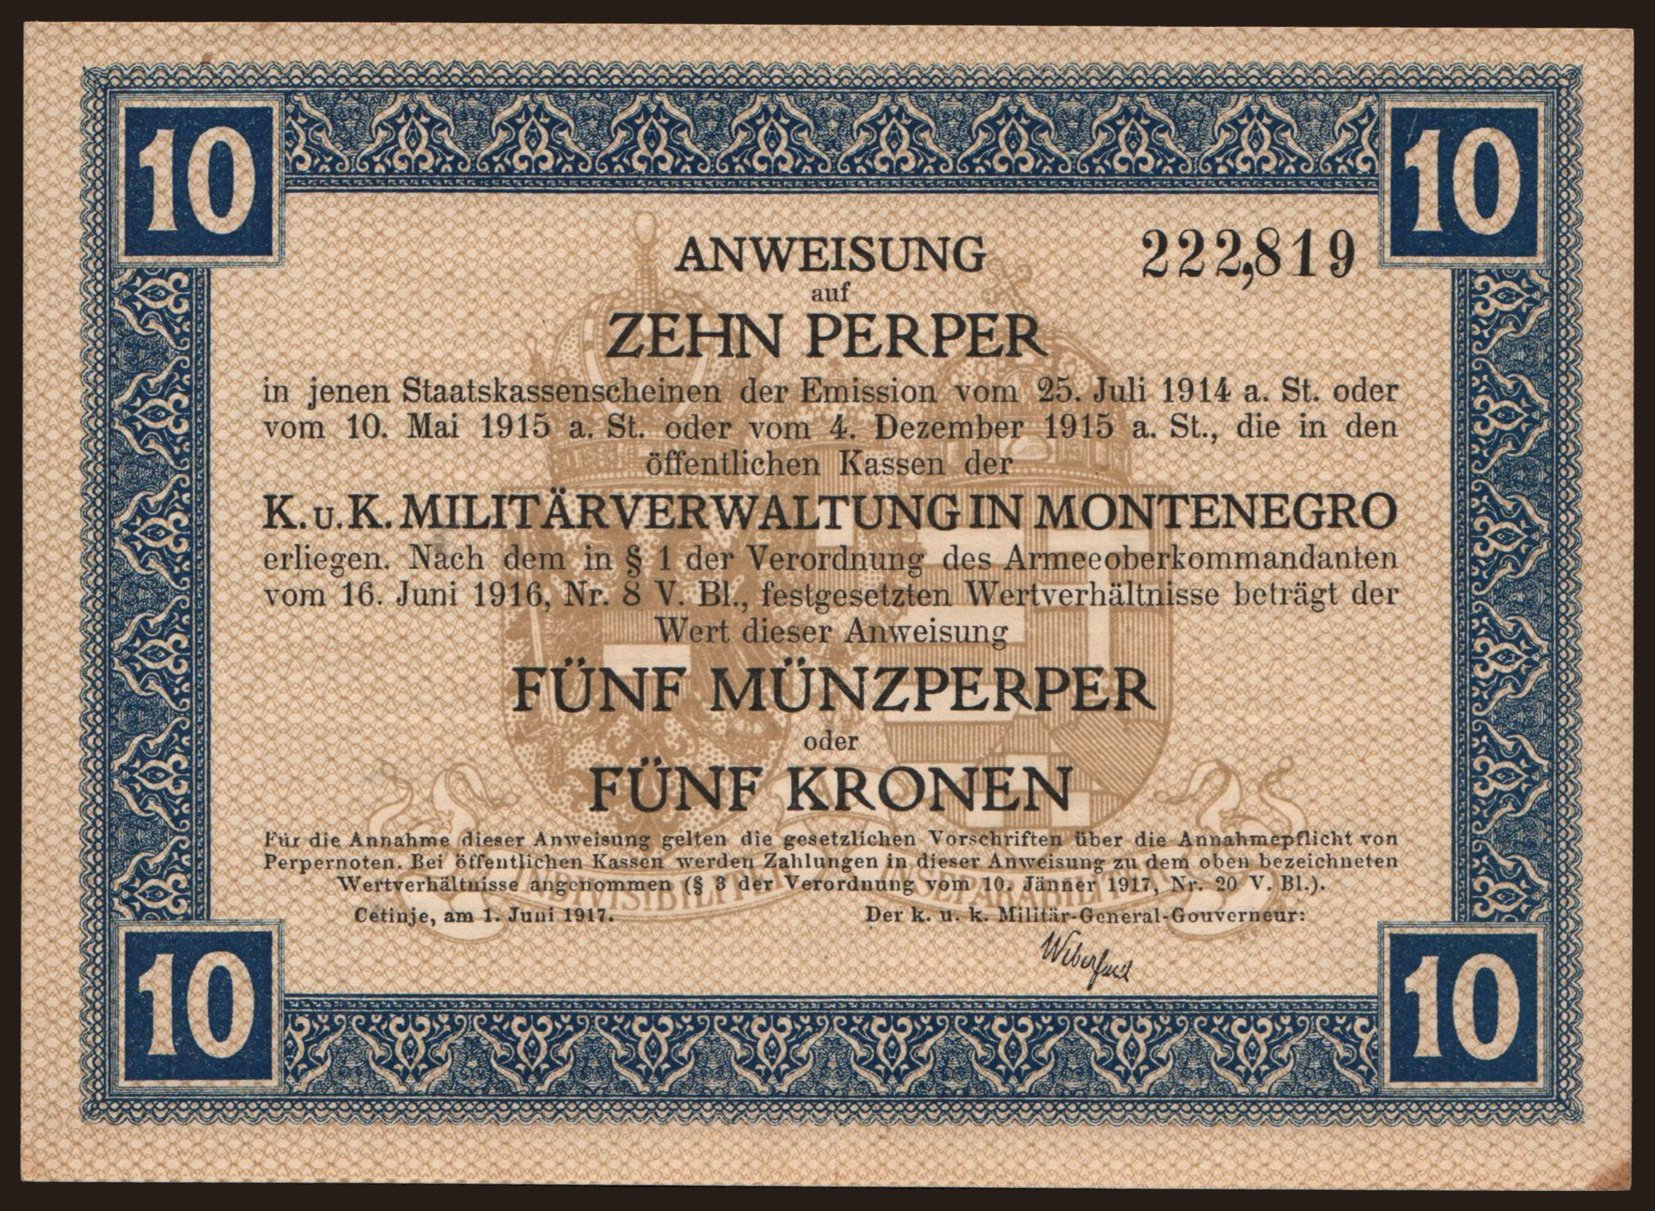 10 10
ANWEISUNG 222,819
auf
ZEHN PERPER
in jenen Staatskassenscheinen der Emission vom 25. Juli 1914 a. St. oder
vom 10. Mai 1915 a. St. oder vom 4. Dezember 1915 a. St., die in den
öffentlichen Kassen der
K. u. K. MILITÄRVERWALTUNG IN MONTENEGRO
erliegen. Nach dem in § 1 der Verordnung des Armeeoberkommandanten
vom 16. Juni 1916, Nr. 8 V. Bl., festgesetzten Wertverhältnisse beträgt der
Wert dieser Anweisung
FÜNF MÜNZPERPER
oder
FÜNF KRONEN
Für die Annahme dieser Anweisung gelten die gesetzlichen Vorschriften über die Annahmepflicht von
Perpernoten. Bei öffentlichen Kassen werden Zahlungen in dieser Anweisung zu dem oben bezeichneten
Wertverhältnisse angenommen (§ 3 der Verordnung vom 10. Jänner 1917, Nr. 20 V. Bl.).
INDIVISIBILITER AC INSEPARABILITER
Cetinje, am 1. Juni 1917. Der k. u. k. Militär-General-Gouverneur:
10 10